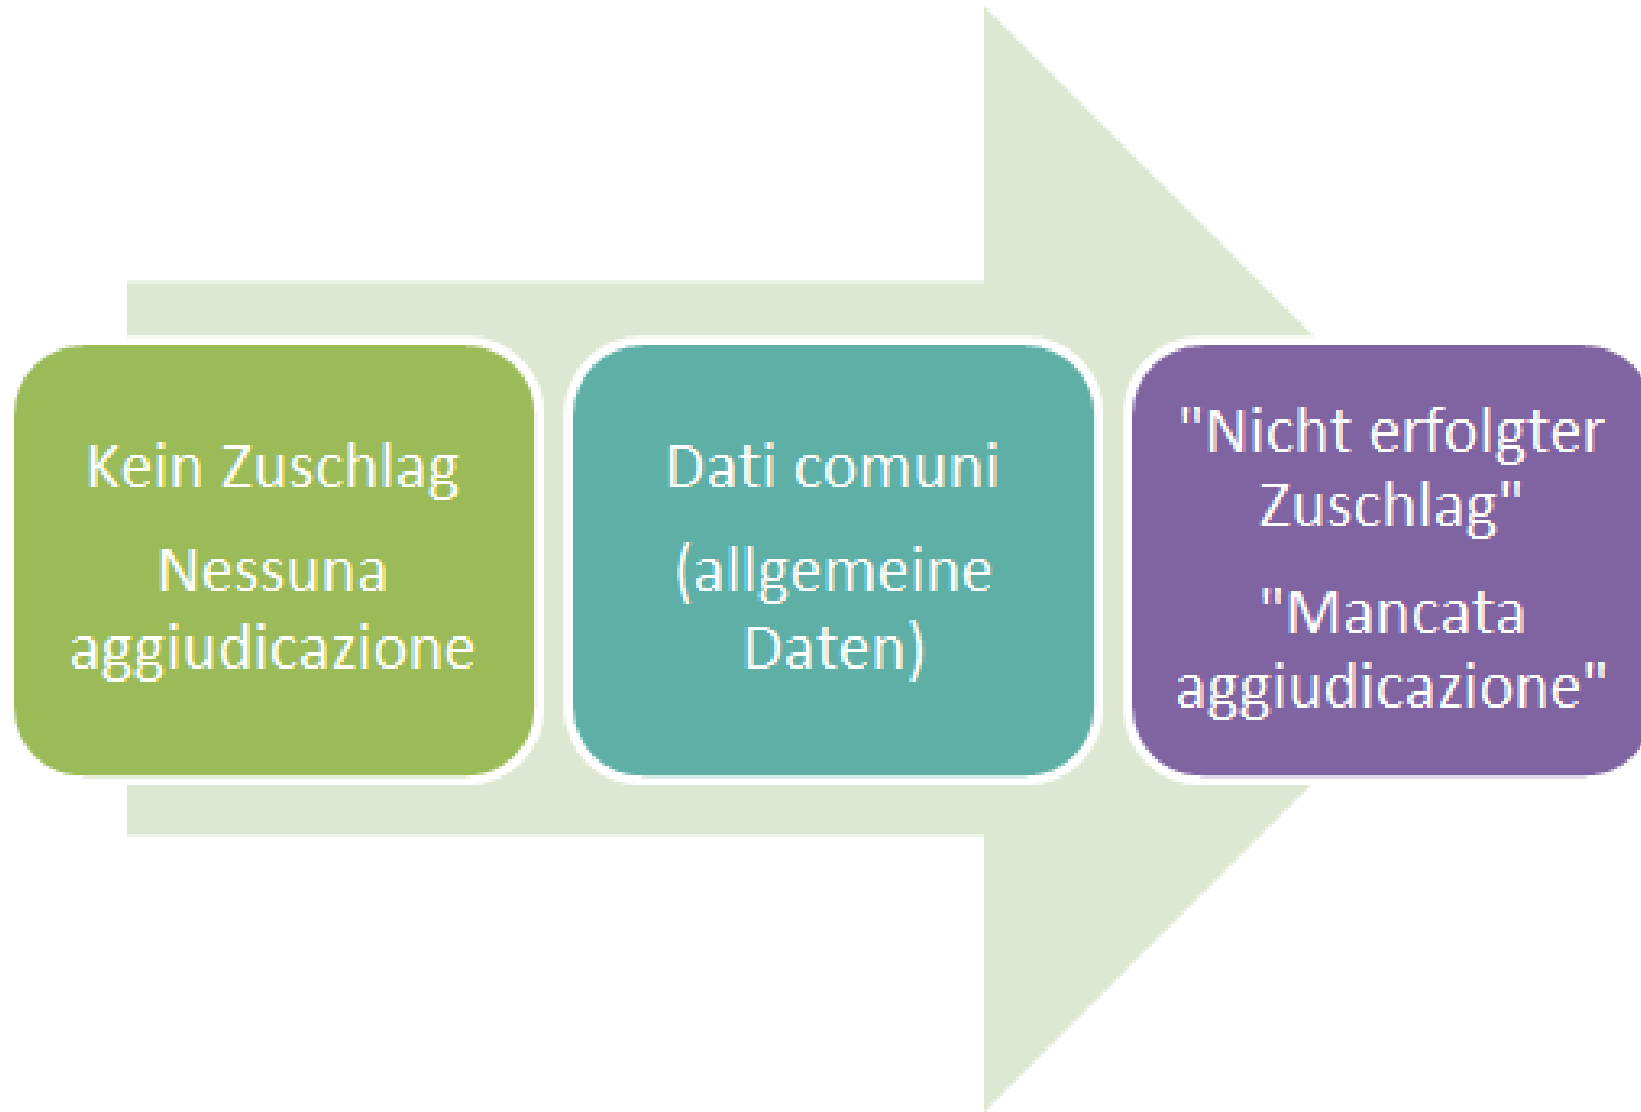 Kein Zuschlag
Nessuna
aggiudicazione
Dati comuni
(allgemeine
Daten)
"Nicht erfolgter
Zuschlag"
"Mancata
aggiudicazione"